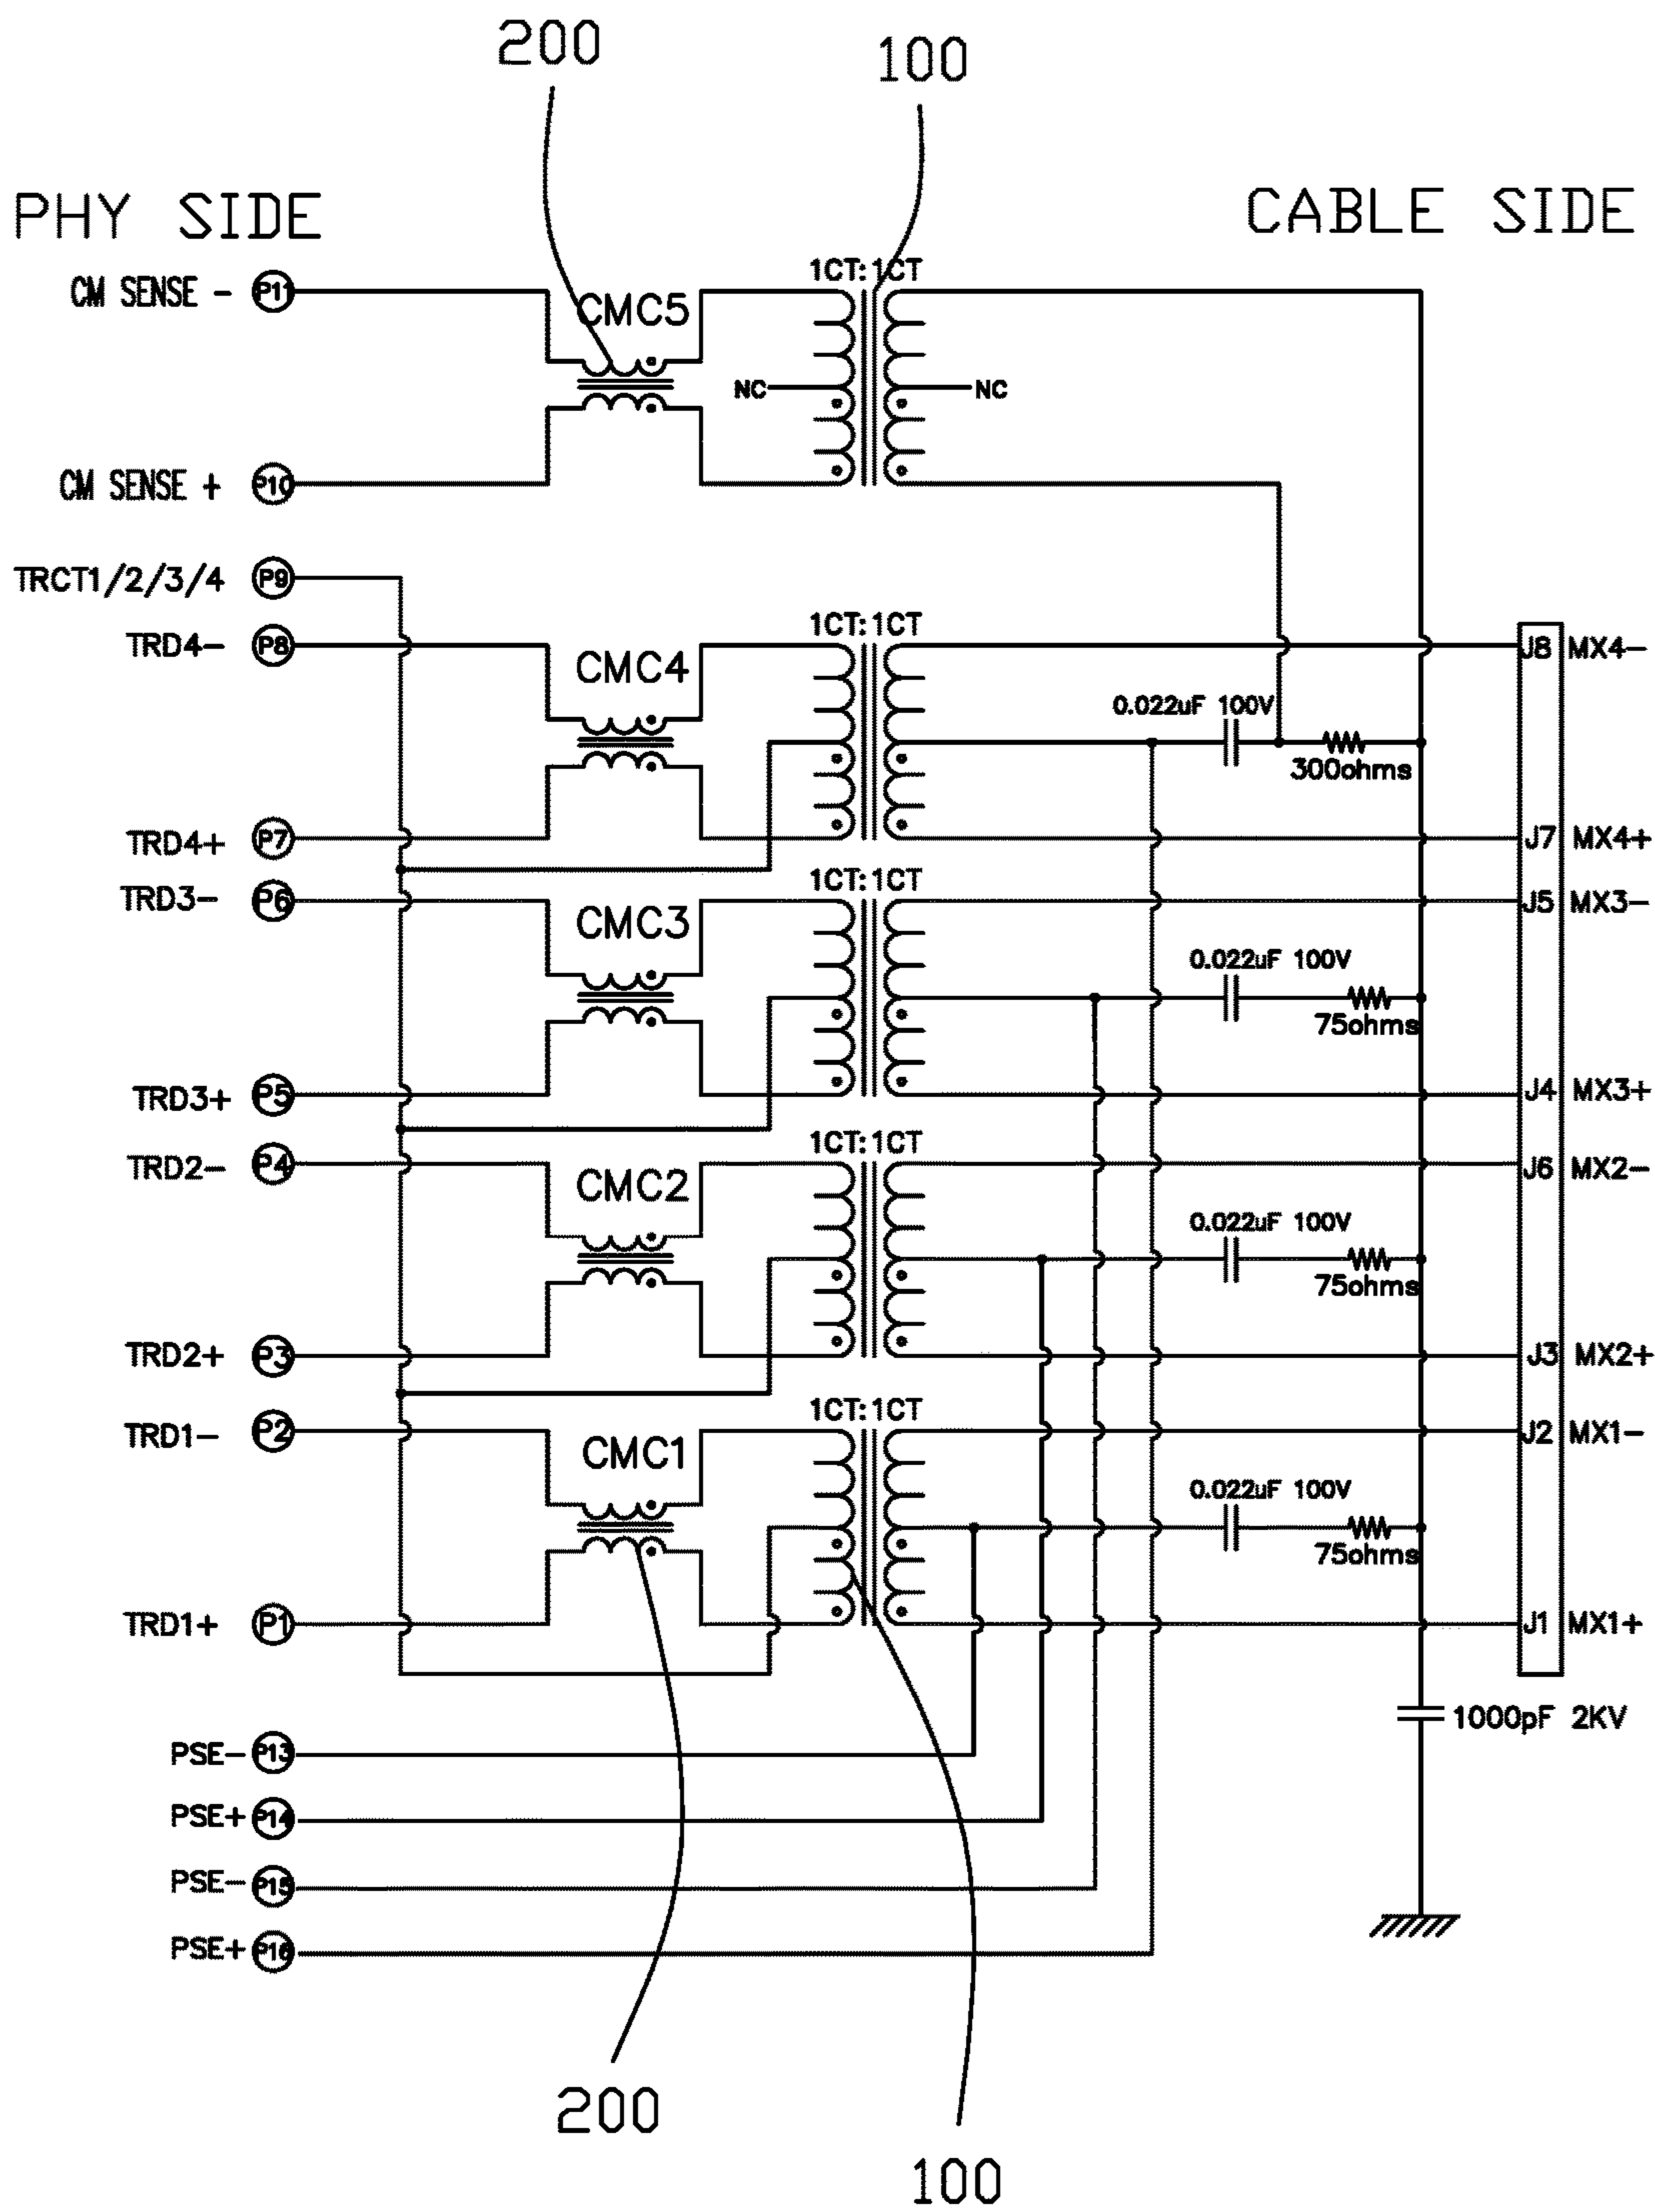 200 100
PHY SIDE CABLE SIDE
1CT:1CT
CM SENSE - P11
CMC5
NC NC
CM SENSE + P10
TRCT1/2/3/4 P9
1CT:1CT
TRD4- P8 J8 MX4-
CMC4
0.022uF 100V
300ohms
TRD4+ P7 J7 MX4+
1CT:1CT
TRD3- P6 J5 MX3-
CMC3
0.022uF 100V
75ohms
TRD3+ P5 J4 MX3+
1CT:1CT
TRD2- P4 J6 MX2-
CMC2
0.022uF 100V
75ohms
TRD2+ P3 J3 MX2+
1CT:1CT
TRD1- P2 J2 MX1-
CMC1
0.022uF 100V
75ohms
TRD1+ P1 J1 MX1+
1000pF 2KV
PSE- P13
PSE+ P14
PSE- P15
PSE+ P16
200
100